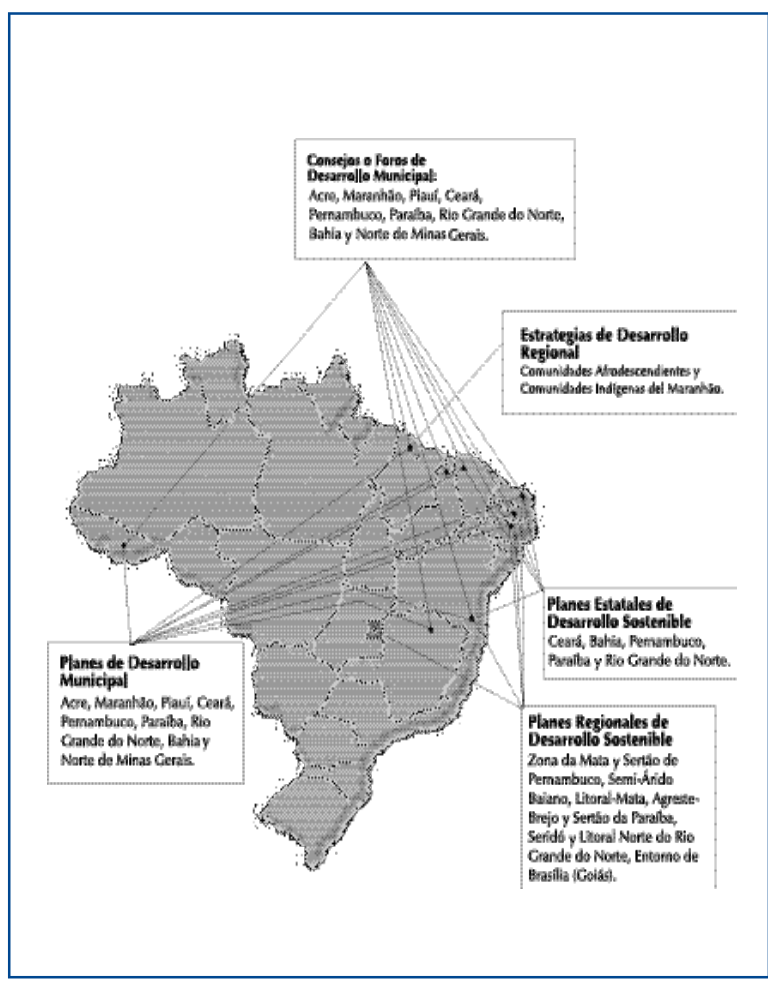 Consejos o Foros de
Desarrollo Municipal:
Acre, Maranhão, Piauí, Ceará,
Pernambuco, Paraíba, Rio Grande do Norte,
Bahía y Norte de Minas Gerais.
Estrategias de Desarrollo
Regional
Comunidades Afrodescendientes y
Comunidades Indígenas del Maranhão.
Planes Estatales de
Desarrollo Sostenible
Ceará, Bahia, Pernambuco,
Paraíba y Rio Grande do Norte.
Planes de Desarrollo
Municipal
Acre, Maranhão, Piauí, Ceará,
Pernambuco, Paraíba, Rio
Grande do Norte, Bahia y
Norte de Minas Gerais.
Planes Regionales de
Desarrollo Sostenible
Zona da Mata y Sertão de
Pernambuco, Semi-Árido
Baiano, Litoral-Mata, Agreste-
Brejo y Sertão da Paraíba,
Seridó y Litoral Norte do Rio
Grande do Norte, Entorno de
Brasília (Goiás).